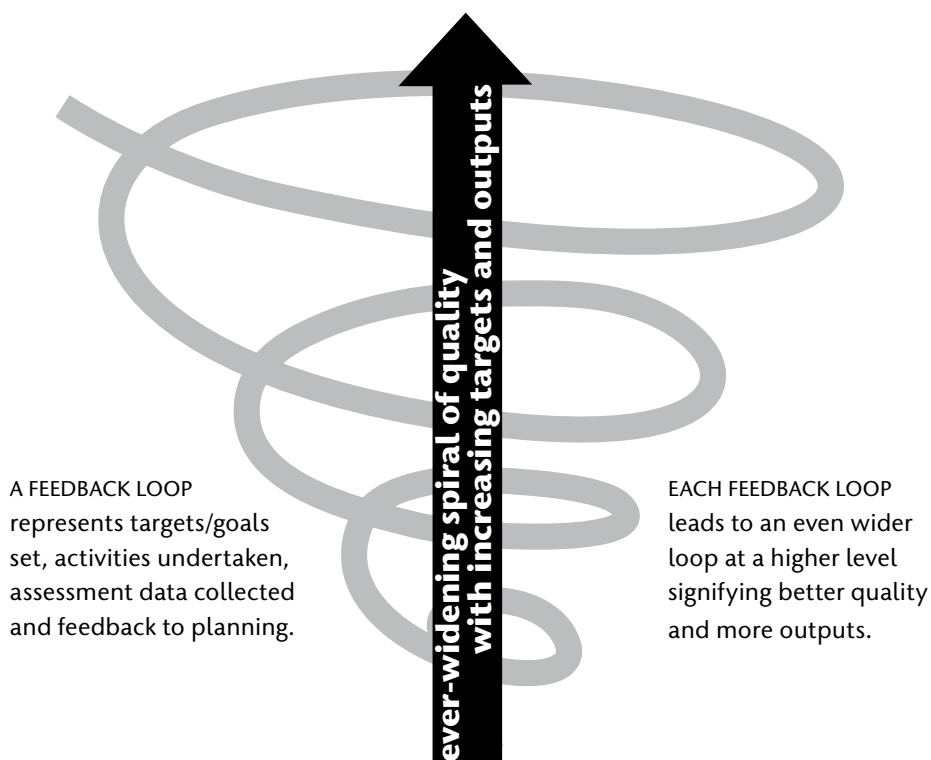 ever-widening spiral of quality
with increasing targets and outputs
A FEEDBACK LOOP
represents targets/goals
set, activities undertaken,
assessment data collected
and feedback to planning.
EACH FEEDBACK LOOP
leads to an even wider
loop at a higher level
signifying better quality
and more outputs.